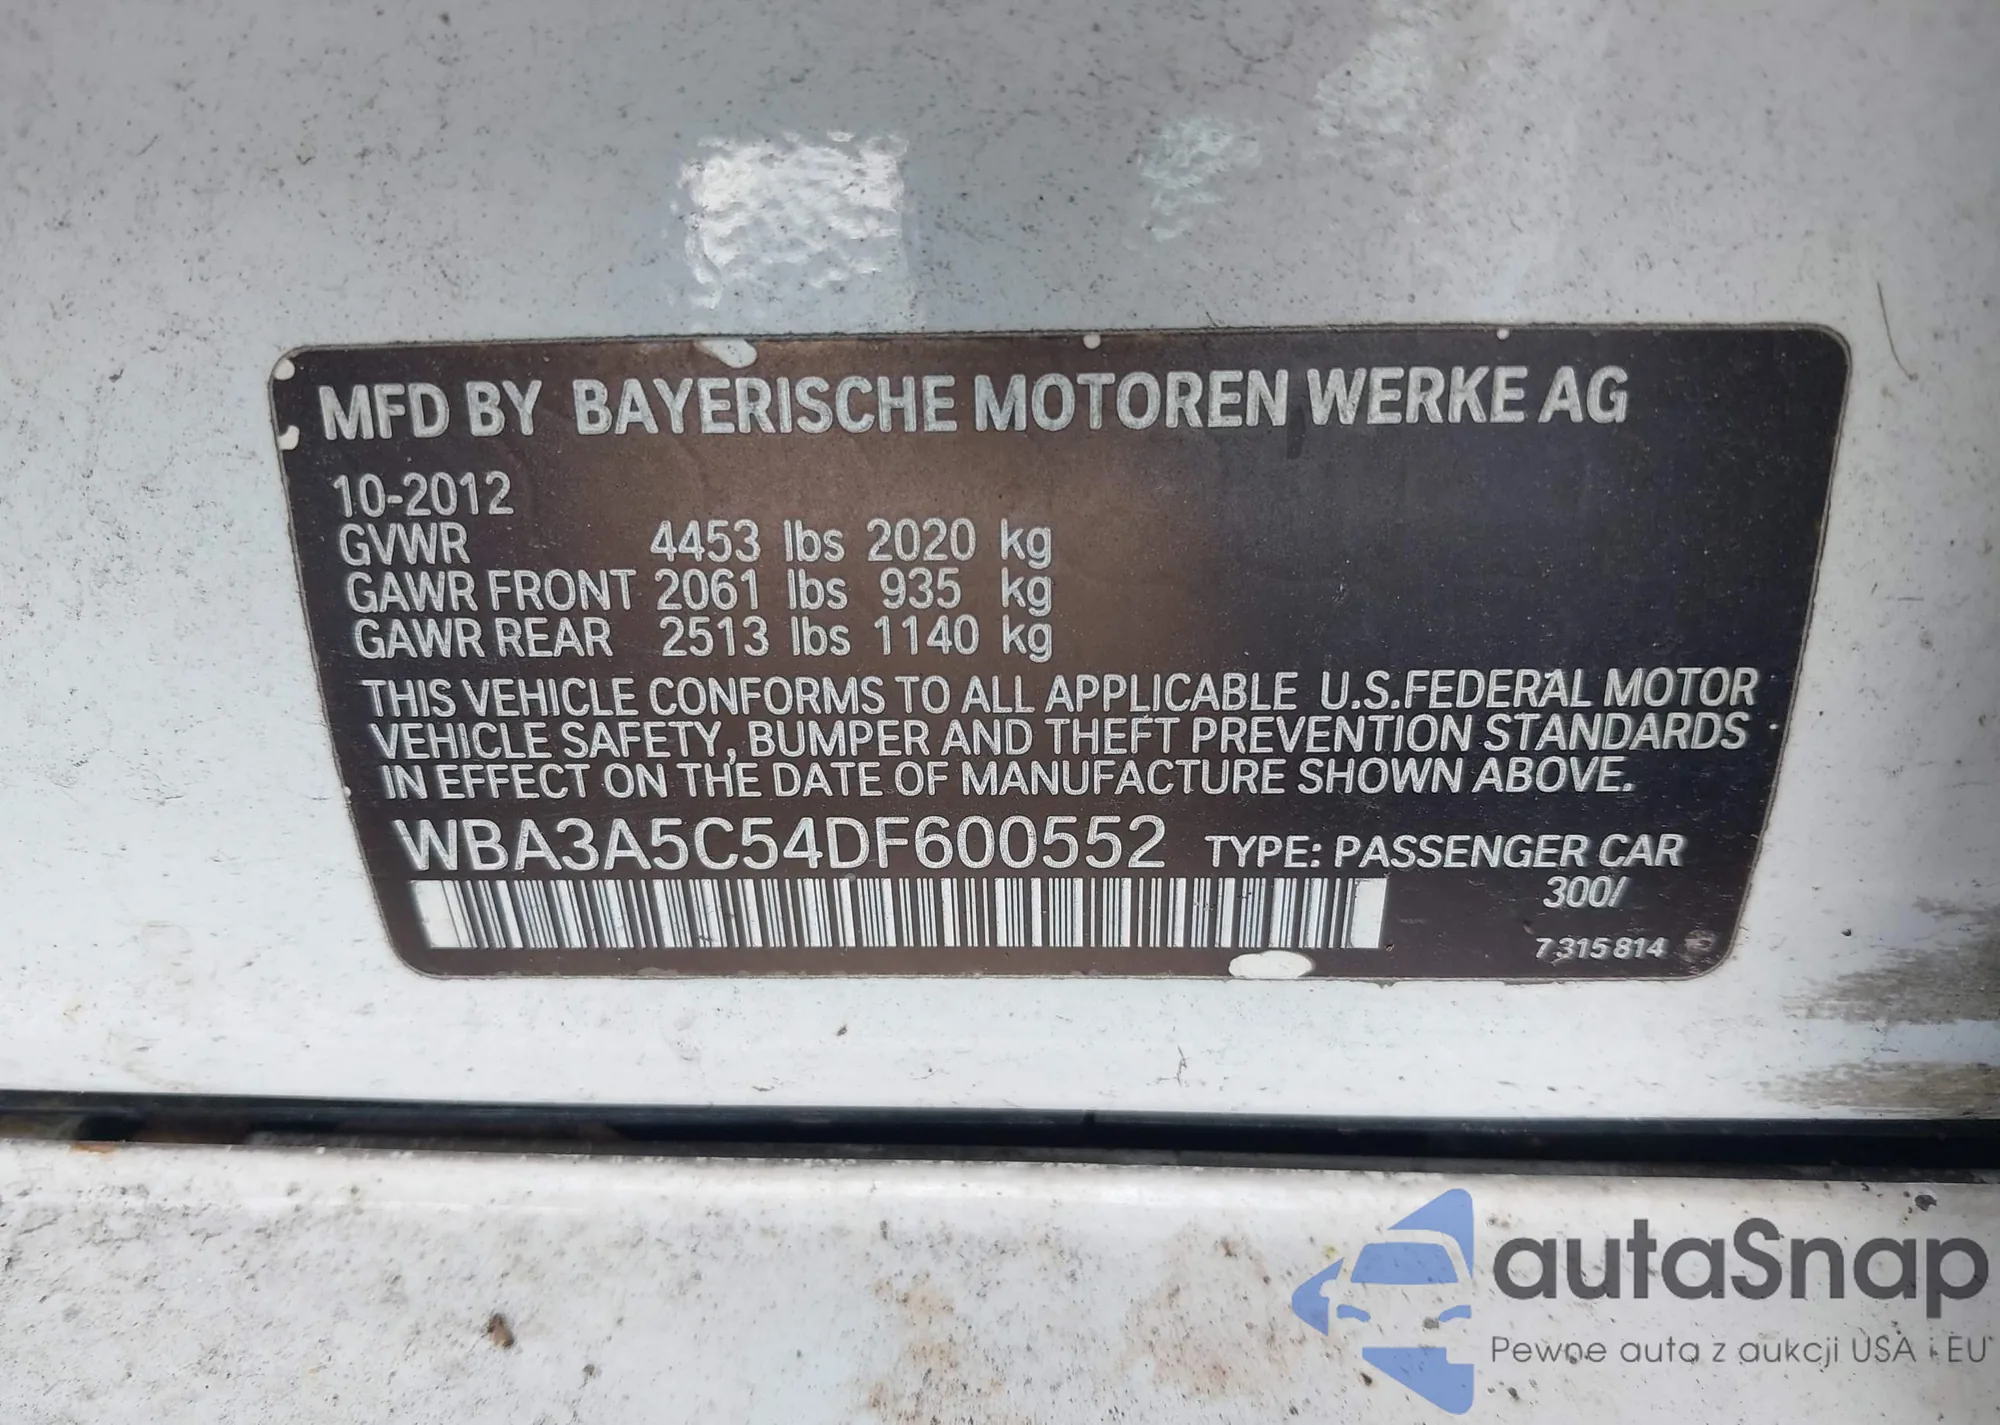 MFD BY BAYERISCHE MOTOREN WERKE AG
10-2012
GVWR 4453 lbs 2020 kg
GAWR FRONT 2061 lbs 935 kg
GAWR REAR 2513 lbs 1140 kg
THIS VEHICLE CONFORMS TO ALL APPLICABLE U.S.FEDERAL MOTOR
VEHICLE SAFETY, BUMPER AND THEFT PREVENTION STANDARDS
IN EFFECT ON THE DATE OF MANUFACTURE SHOWN ABOVE.
WBA3A5C54DF600552 TYPE: PASSENGER CAR
300/
7 315 814
autaSnap
Pewne auta z aukcji USA i EU